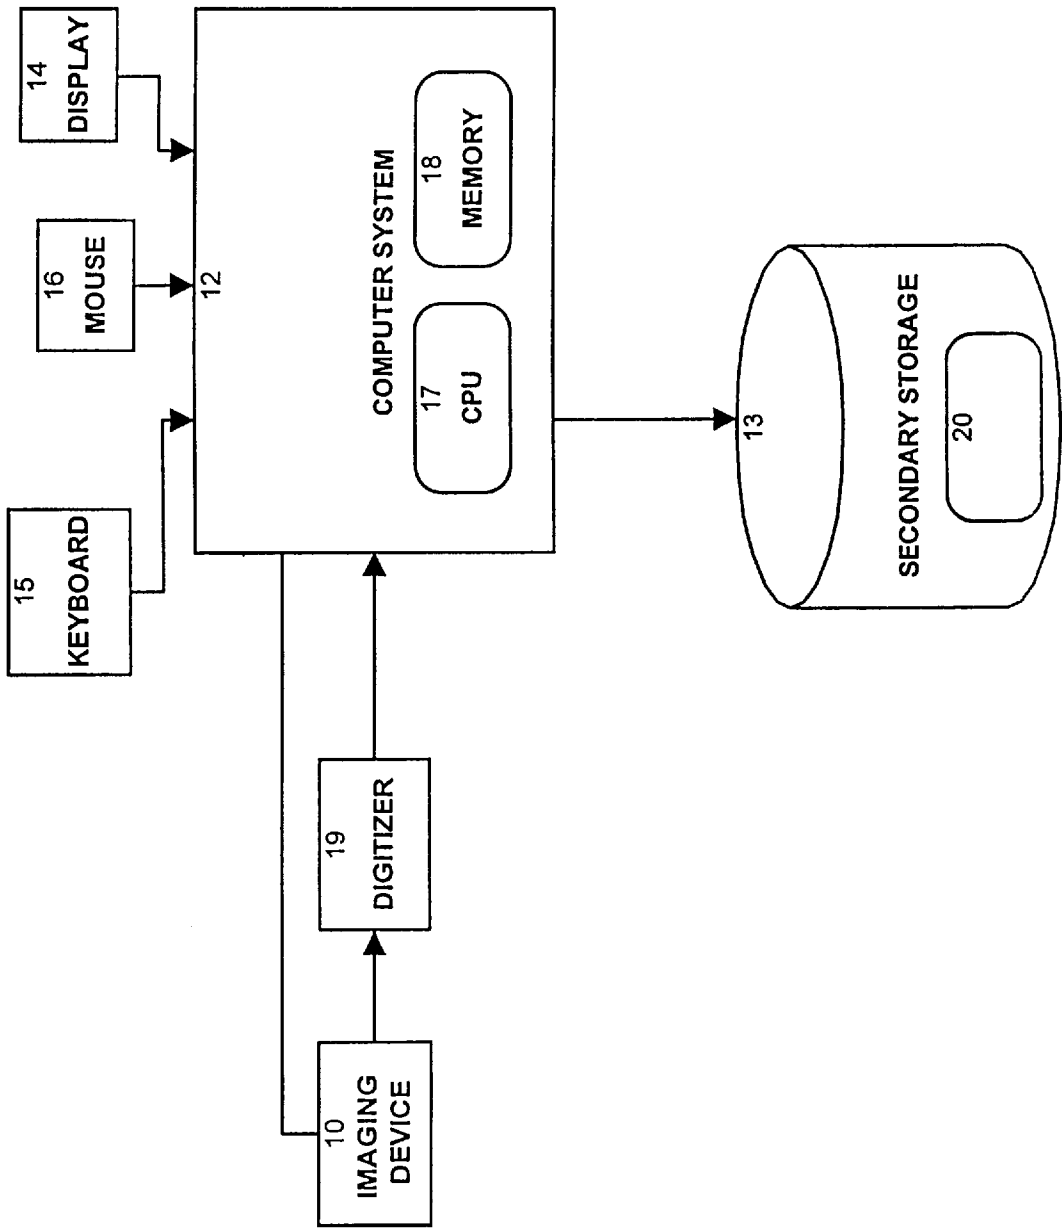 15
KEYBOARD
16
MOUSE
14
DISPLAY
12
10
IMAGING
DEVICE
19
DIGITIZER
COMPUTER SYSTEM
17
CPU
18
MEMORY
13
SECONDARY STORAGE
20